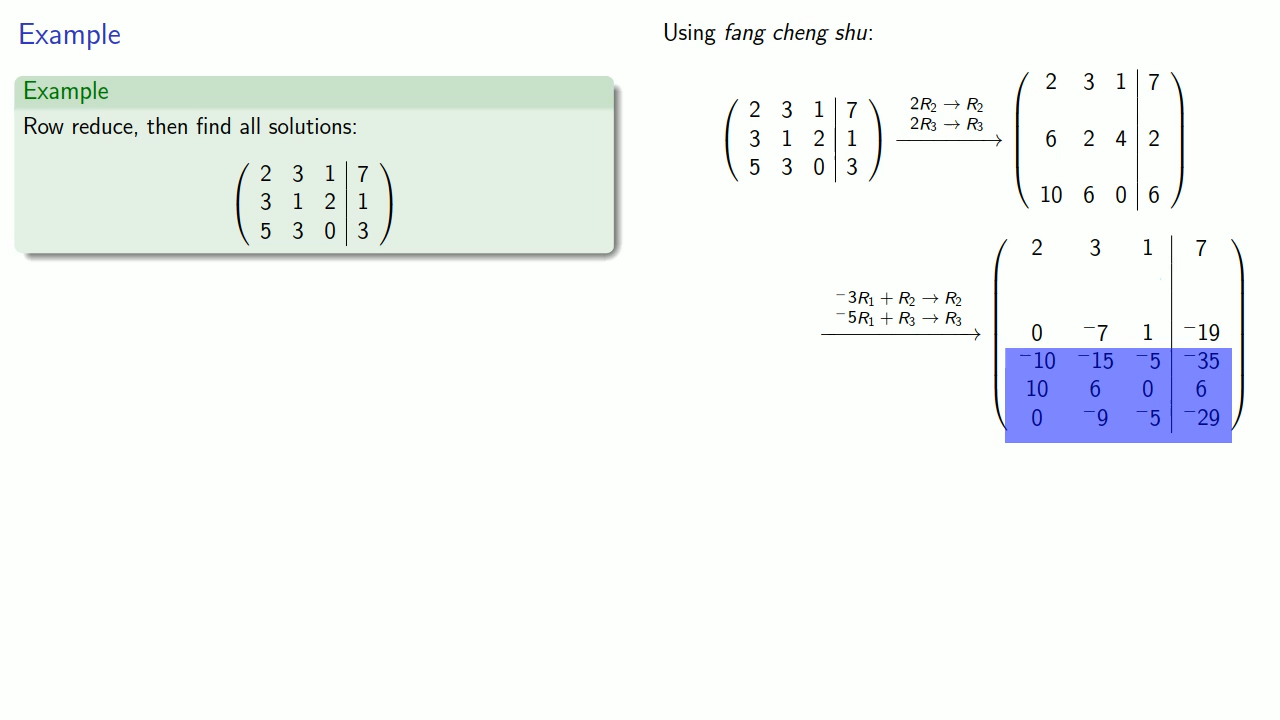 Example
Example
Row reduce, then find all solutions:
2 3 1 | 7
3 1 2 | 1
5 3 0 | 3
Using fang cheng shu:
2 3 1 | 7
3 1 2 | 1
5 3 0 | 3
2R₂ → R₂
2R₃ → R₃
2 3 1 | 7
6 2 4 | 2
10 6 0 | 6
⁻3R₁ + R₂ → R₂
⁻5R₁ + R₃ → R₃
2 3 1 | 7
0 ⁻7 1 | ⁻19
⁻10 ⁻15 ⁻5 | ⁻35
10 6 0 | 6
0 ⁻9 ⁻5 | ⁻29